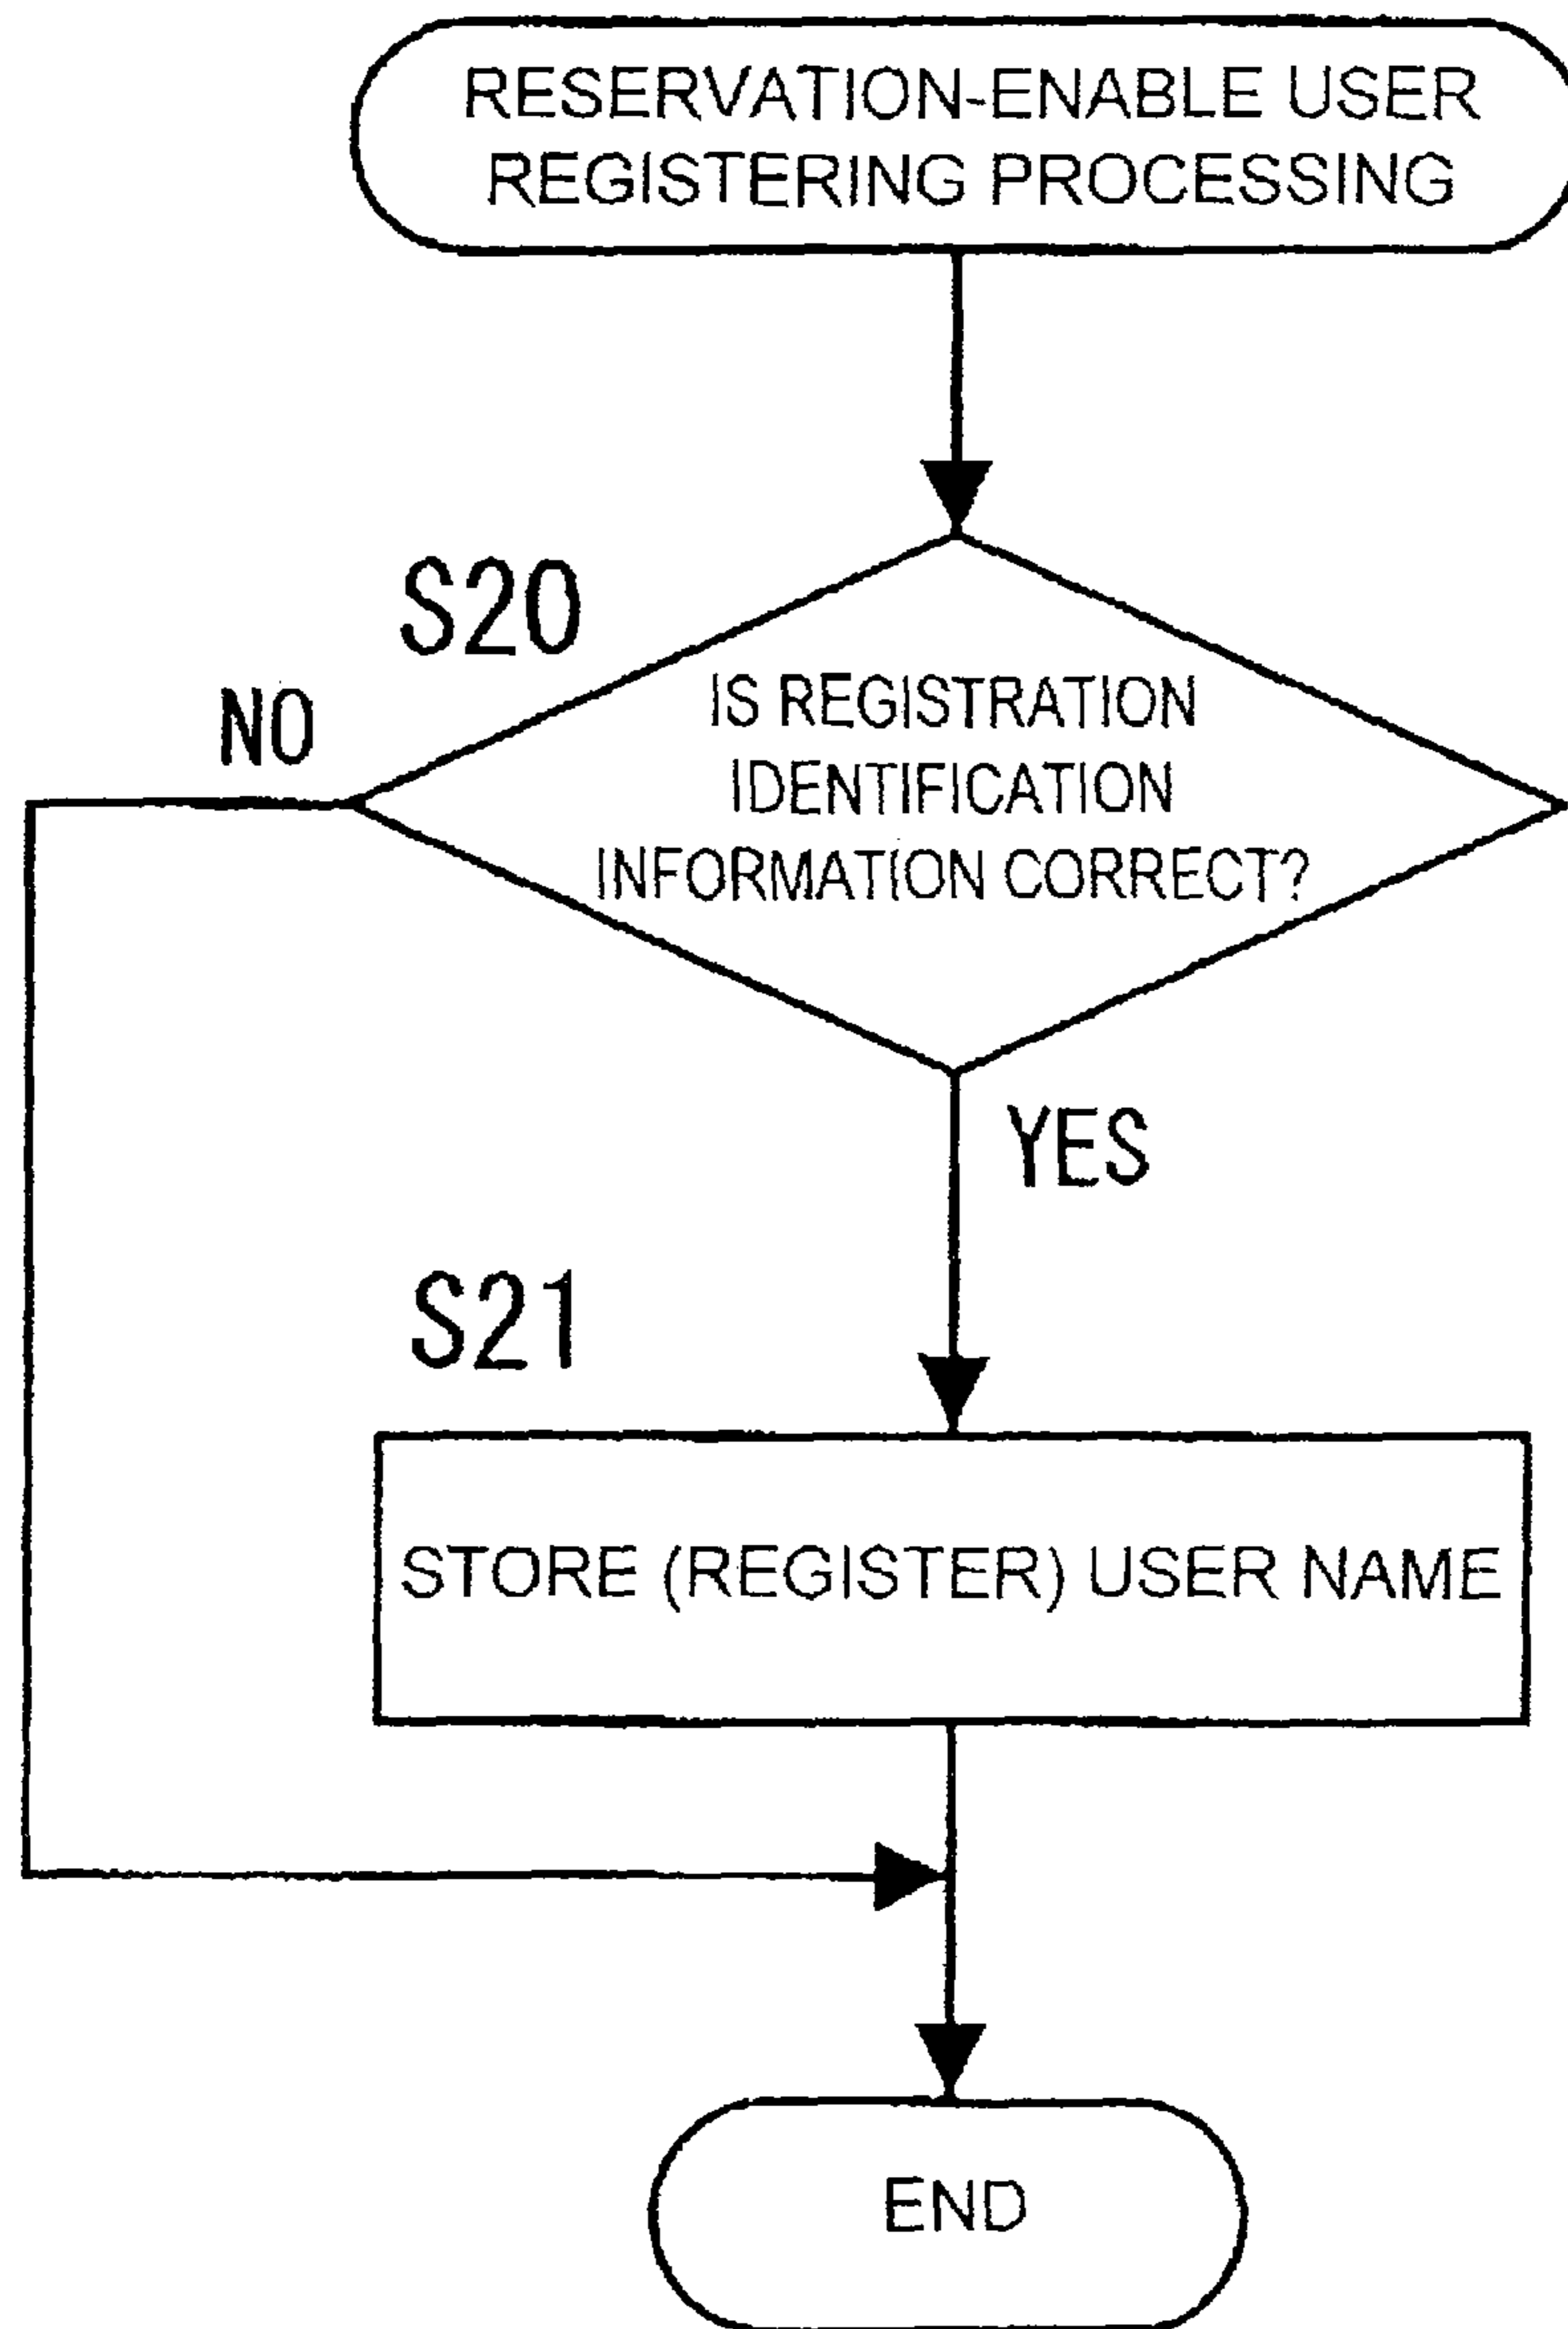 RESERVATION-ENABLE USER
REGISTERING PROCESSING
S20
NO
IS REGISTRATION
IDENTIFICATION
INFORMATION CORRECT?
YES
S21
STORE (REGISTER) USER NAME
END